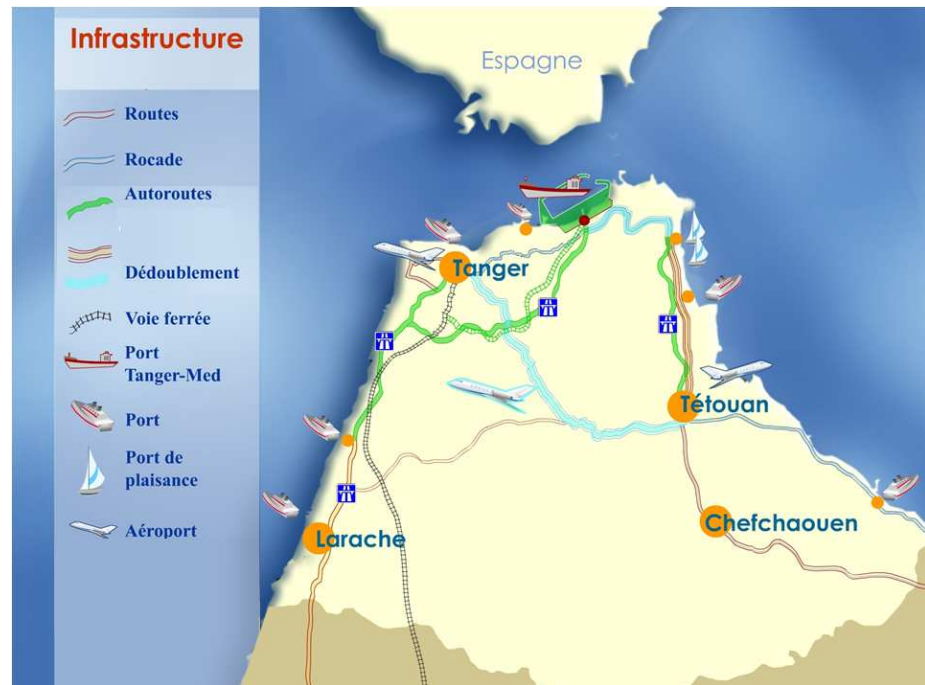 Infrastructure
Espagne
Routes
Rocade
Autoroutes
Dédoublement
Voie ferrée
Port
Tanger-Med
Port
Port de
plaisance
Aéroport
Tanger
Tétouan
Chefchaouen
Larache